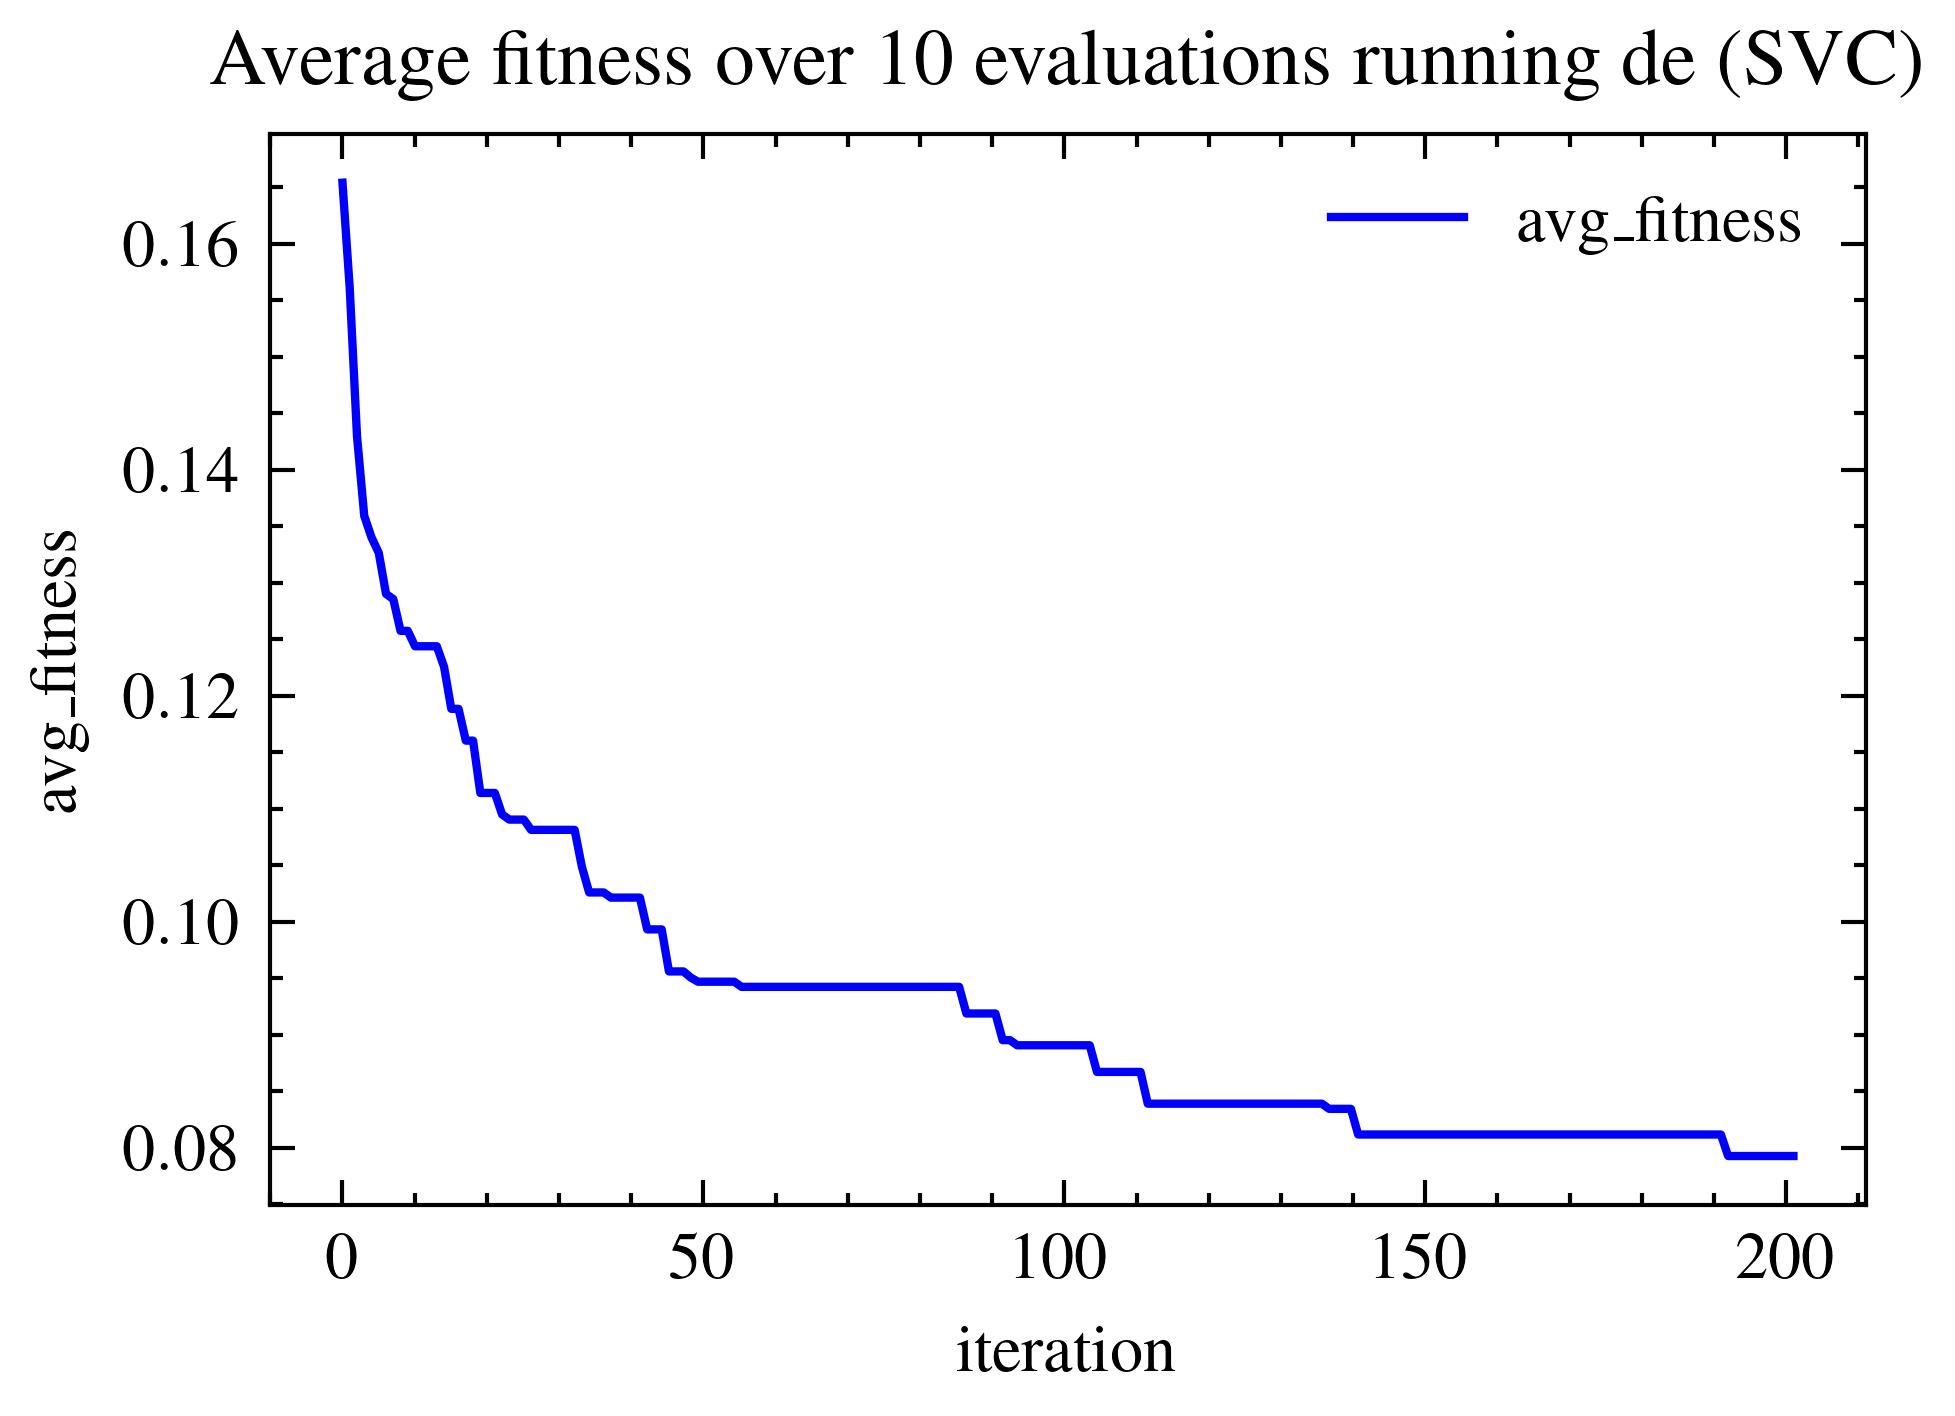 Average fitness over 10 evaluations running de (SVC)
avg_fitness
0.16
0.14
0.12
0.10
0.08
avg_fitness
0 50 100 150 200
iteration